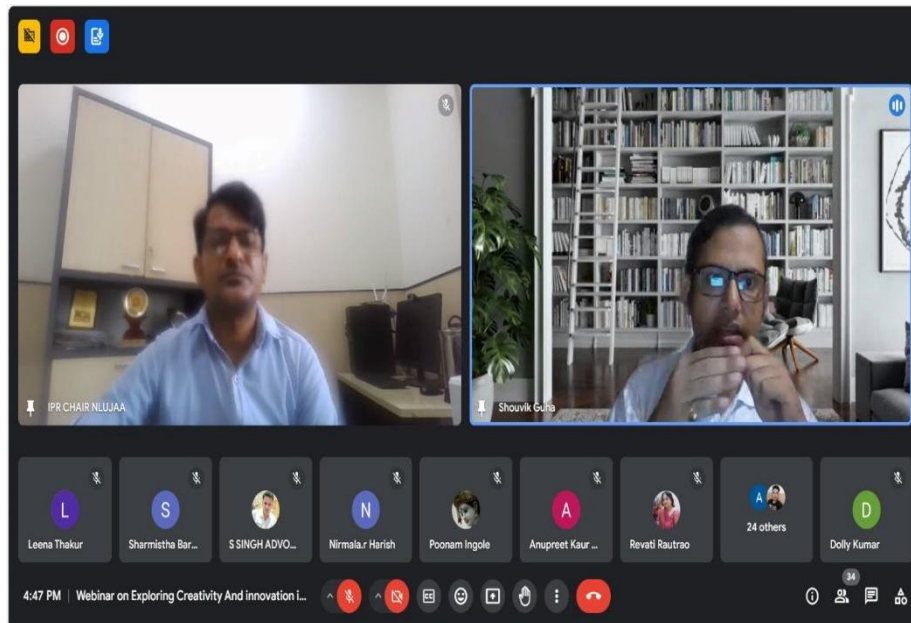 IPR CHAIR NLUJAA
Shouvik Guha
L
S
N
A
A
D
Leena Thakur
Sharmistha Bar...
S SINGH ADVO...
Nirmala.r Harish
Poonam Ingole
Anupreet Kaur ...
Revati Rautrao
24 others
Dolly Kumar
34
4:47 PM | Webinar on Exploring Creativity And innovation i...
CC